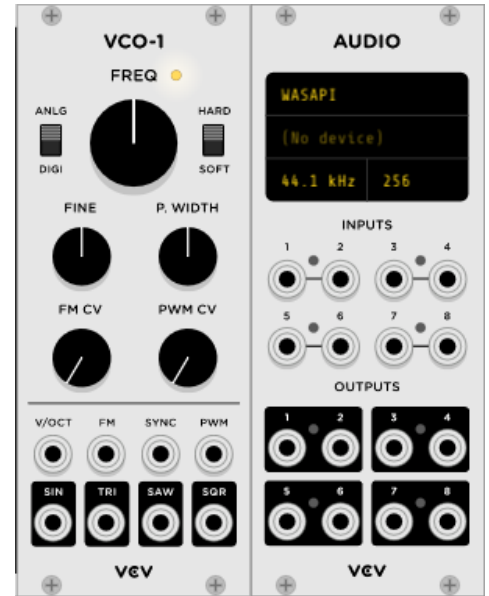 VCO-1
FREQ
ANLG
HARD
DIGI
SOFT
FINE
P. WIDTH
FM CV
PWM CV
V/OCT
FM
SYNC
PWM
SIN
TRI
SAW
SQR
VCV
AUDIO
WASAPI
(No device)
44.1 kHz
256
INPUTS
1 2 3 4
5 6 7 8
OUTPUTS
1 2 3 4
5 6 7 8
VCV